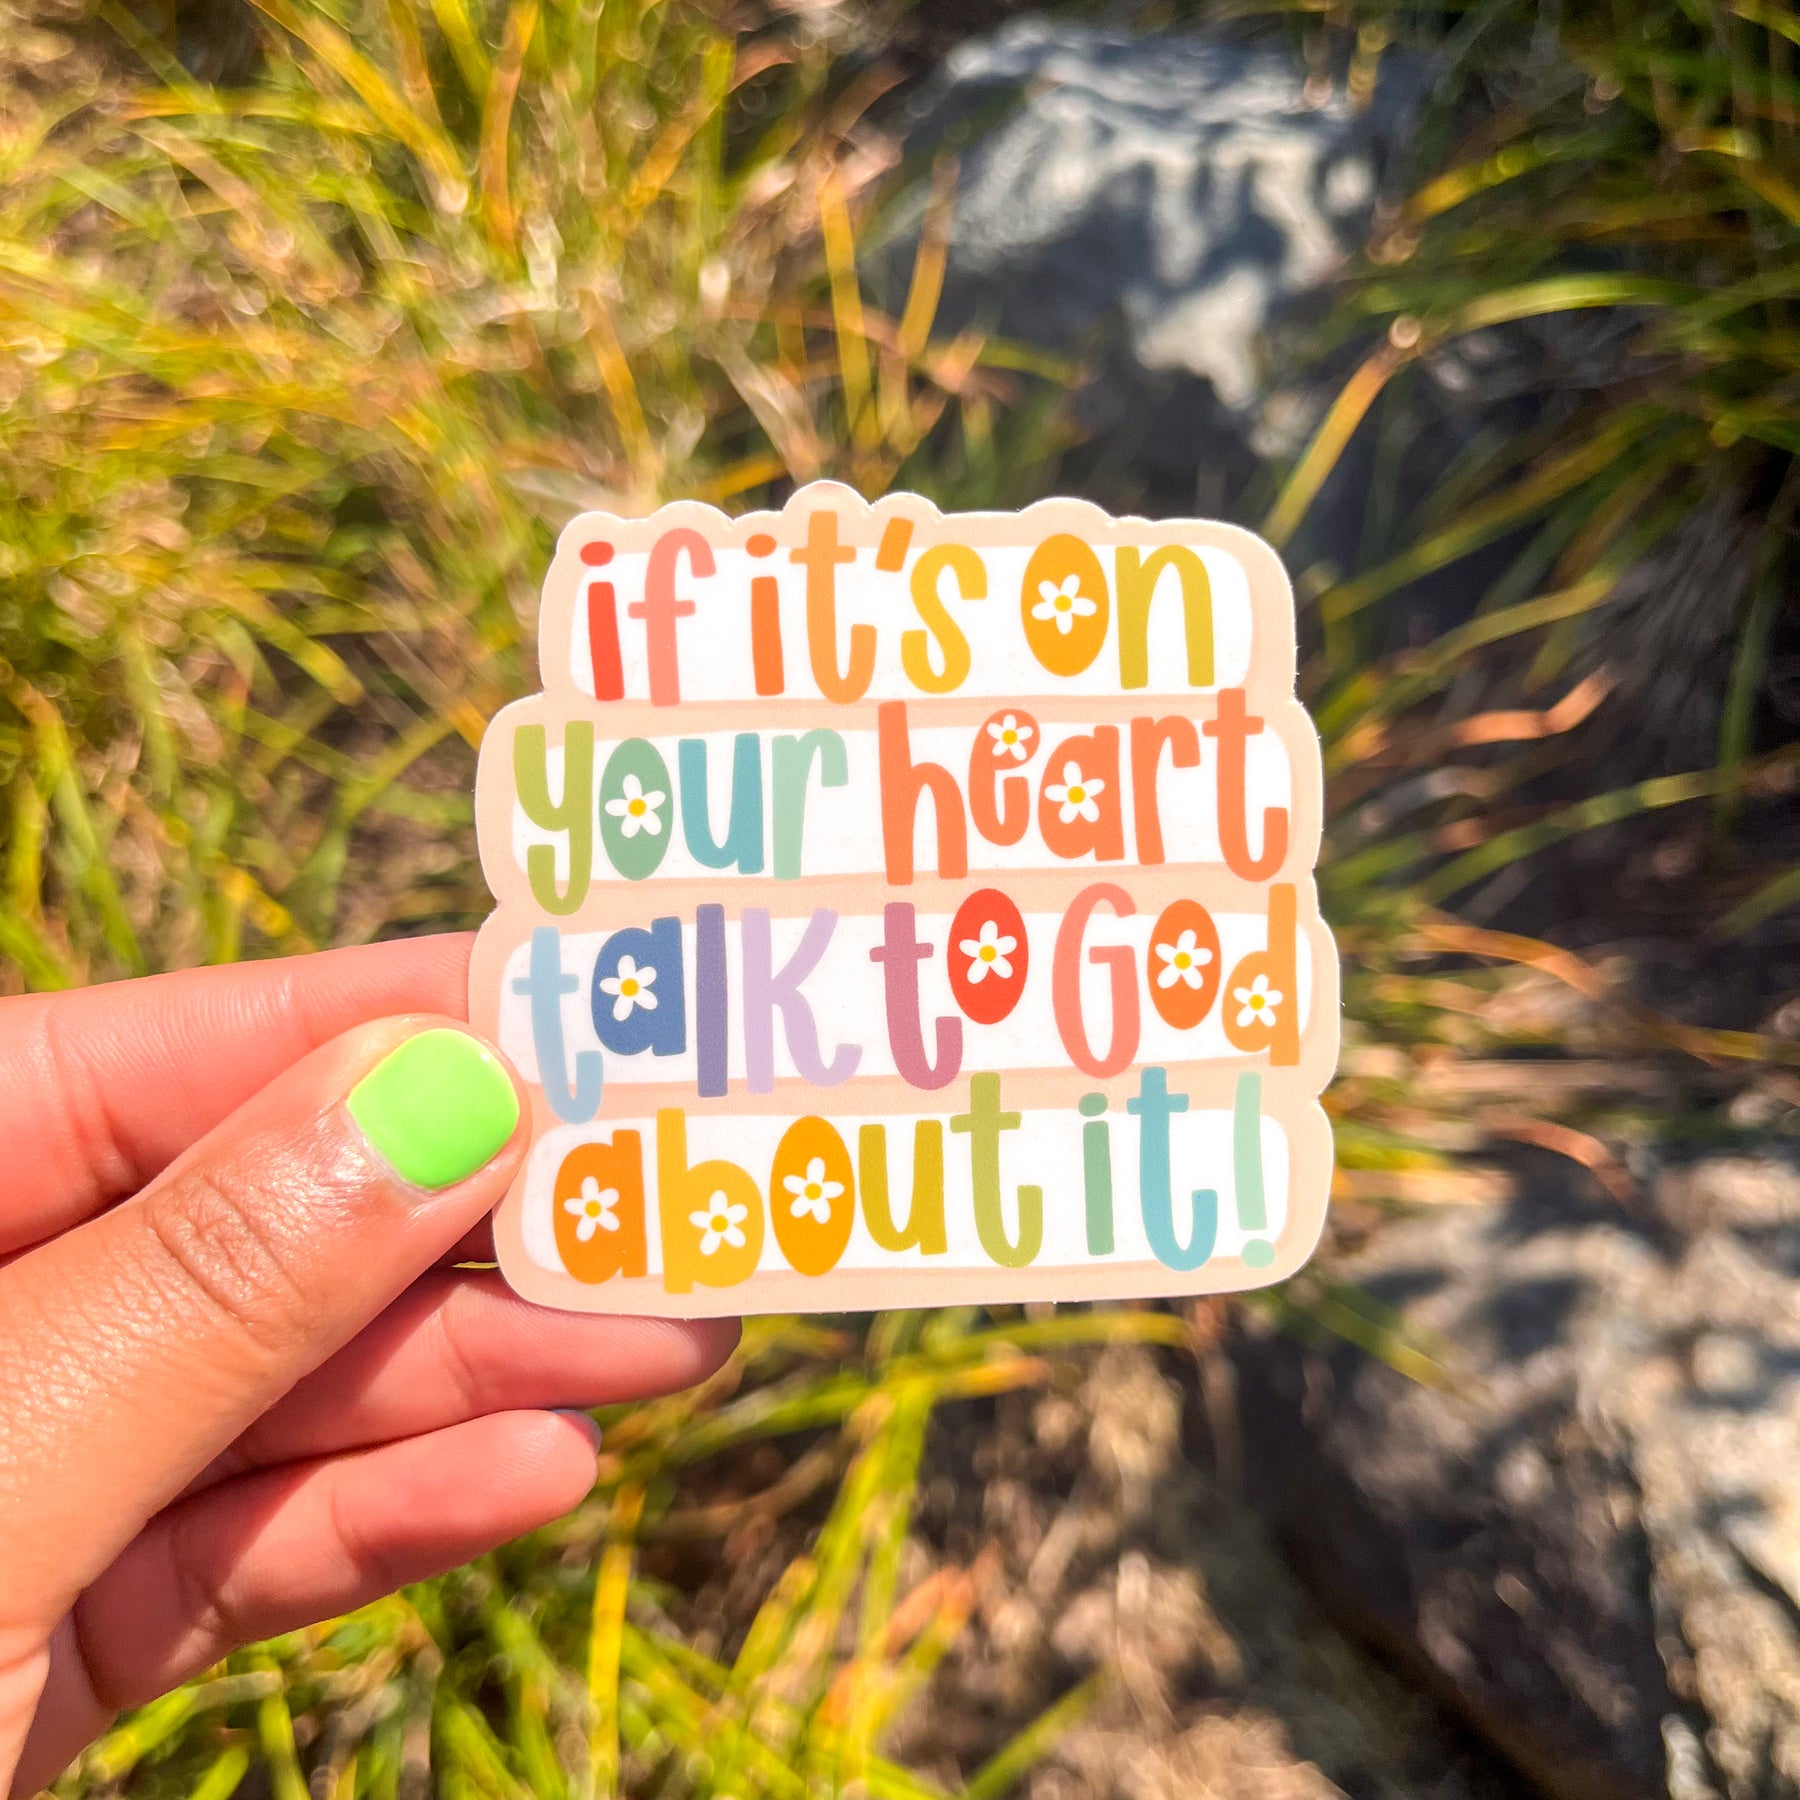 if it's on
your heart
talk to God
about it!